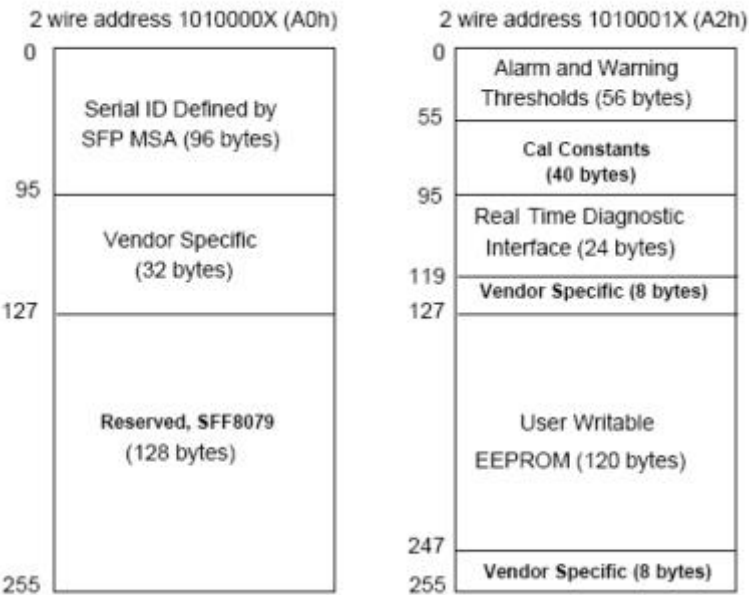 2 wire address 1010000X (A0h)
0
Serial ID Defined by
SFP MSA (96 bytes)
95
Vendor Specific
(32 bytes)
127
Reserved, SFF8079
(128 bytes)
255
2 wire address 1010001X (A2h)
0
Alarm and Warning
Thresholds (56 bytes)
55
Cal Constants
(40 bytes)
95
Real Time Diagnostic
Interface (24 bytes)
119
Vendor Specific (8 bytes)
127
User Writable
EEPROM (120 bytes)
247
Vendor Specific (8 bytes)
255